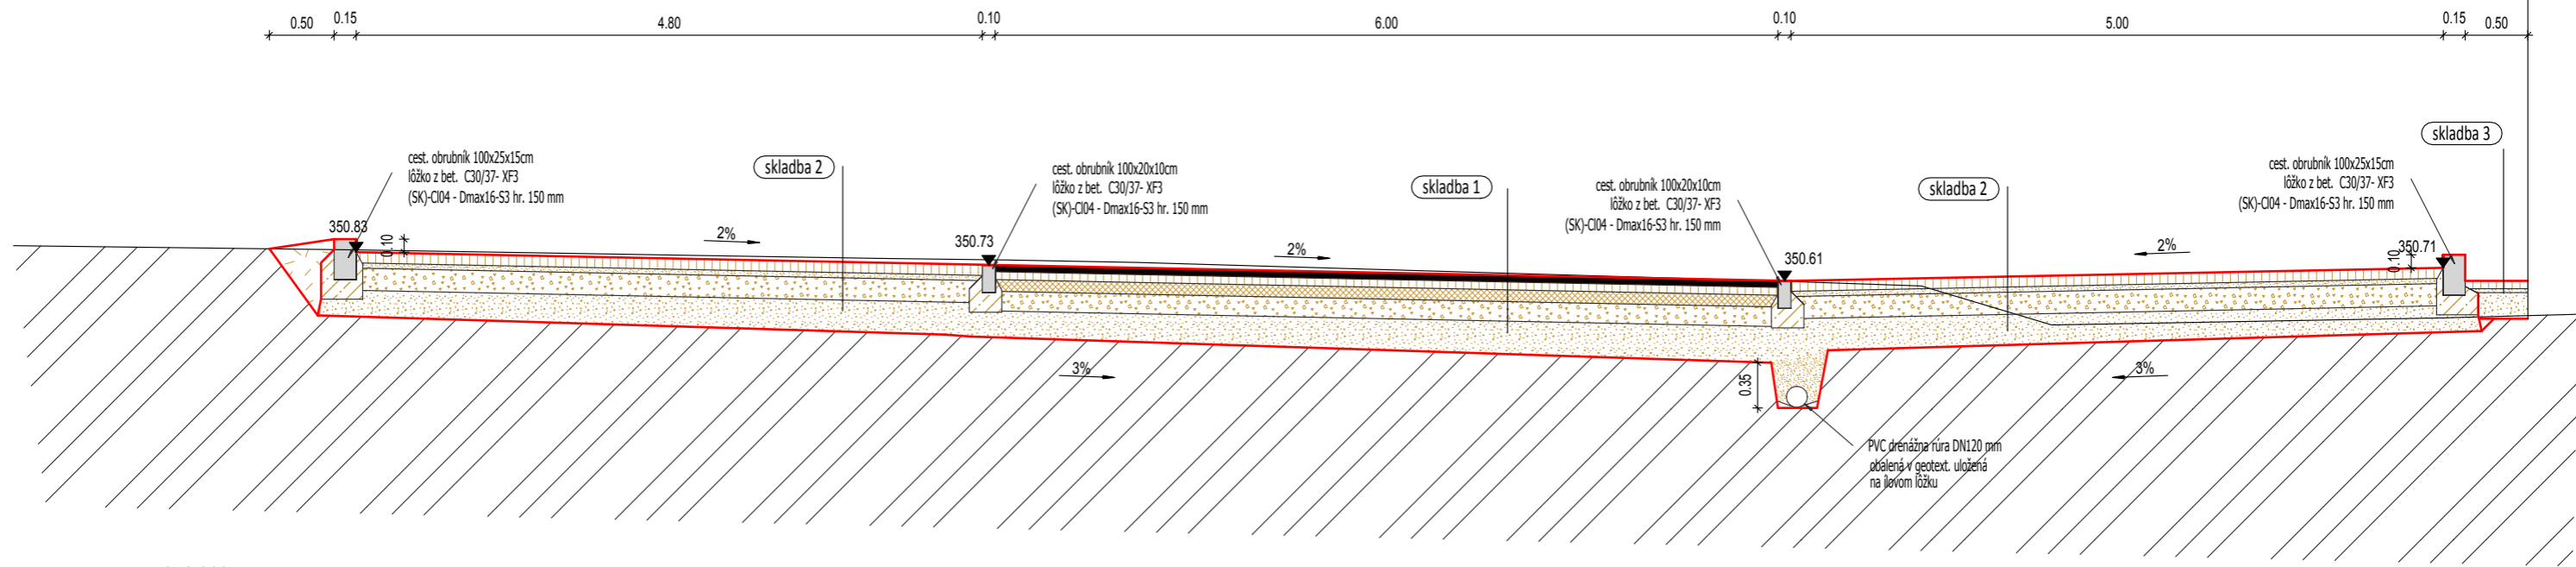 0.50
0.15
4.80
0.10
6.00
0.10
5.00
0.15
0.50
skladba 3
cest. obrubník 100x25x15cm
lôžko z bet. C30/37- XF3
(SK)-Cl04 - Dmax16-S3 hr. 150 mm
skladba 2
cest. obrubník 100x20x10cm
lôžko z bet. C30/37- XF3
(SK)-Cl04 - Dmax16-S3 hr. 150 mm
skladba 1
cest. obrubník 100x20x10cm
lôžko z bet. C30/37- XF3
(SK)-Cl04 - Dmax16-S3 hr. 150 mm
skladba 2
cest. obrubník 100x25x15cm
lôžko z bet. C30/37- XF3
(SK)-Cl04 - Dmax16-S3 hr. 150 mm
350.83
0.10
2%
350.73
2%
350.61
2%
0.10
350.71
3%
0.35
3%
PVC drenážna rúra DN120 mm
obalená v geotext. uložená
na ílovom lôžku